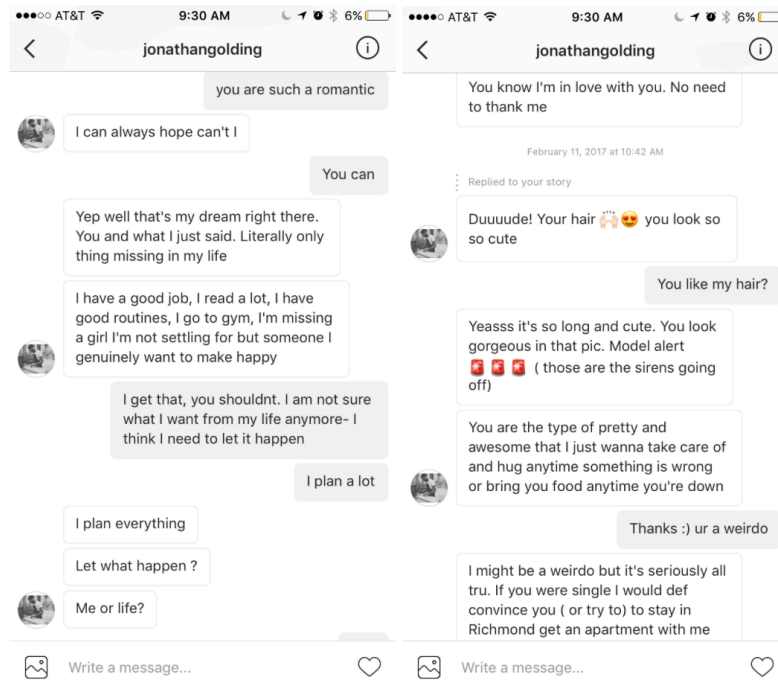 AT&T 9:30 AM 6%
jonathangolding
you are such a romantic
I can always hope can't I
You can
Yep well that's my dream right there.
You and what I just said. Literally only
thing missing in my life
I have a good job, I read a lot, I have
good routines, I go to gym, I'm missing
a girl I'm not settling for but someone I
genuinely want to make happy
I get that, you shouldnt. I am not sure
what I want from my life anymore- I
think I need to let it happen
I plan a lot
I plan everything
Let what happen ?
Me or life?
Write a message...
AT&T 9:30 AM 6%
jonathangolding
You know I'm in love with you. No need
to thank me
February 11, 2017 at 10:42 AM
Replied to your story
Duuuude! Your hair 🙌🏻 😍 you look so
so cute
You like my hair?
Yeasss it's so long and cute. You look
gorgeous in that pic. Model alert
🚨 🚨 🚨 ( those are the sirens going
off)
You are the type of pretty and
awesome that I just wanna take care of
and hug anytime something is wrong
or bring you food anytime you're down
Thanks :) ur a weirdo
I might be a weirdo but it's seriously all
tru. If you were single I would def
convince you ( or try to) to stay in
Richmond get an apartment with me
Write a message...